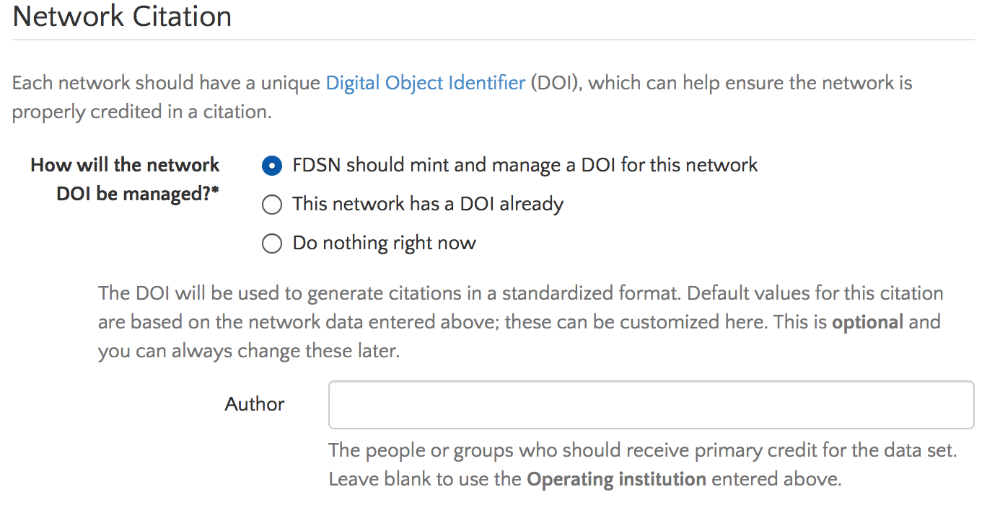 Network Citation
Each network should have a unique Digital Object Identifier (DOI), which can help ensure the network is
properly credited in a citation.
How will the network
DOI be managed?*
FDSN should mint and manage a DOI for this network
This network has a DOI already
Do nothing right now
The DOI will be used to generate citations in a standardized format. Default values for this citation
are based on the network data entered above; these can be customized here. This is optional and
you can always change these later.
Author
The people or groups who should receive primary credit for the data set.
Leave blank to use the Operating institution entered above.